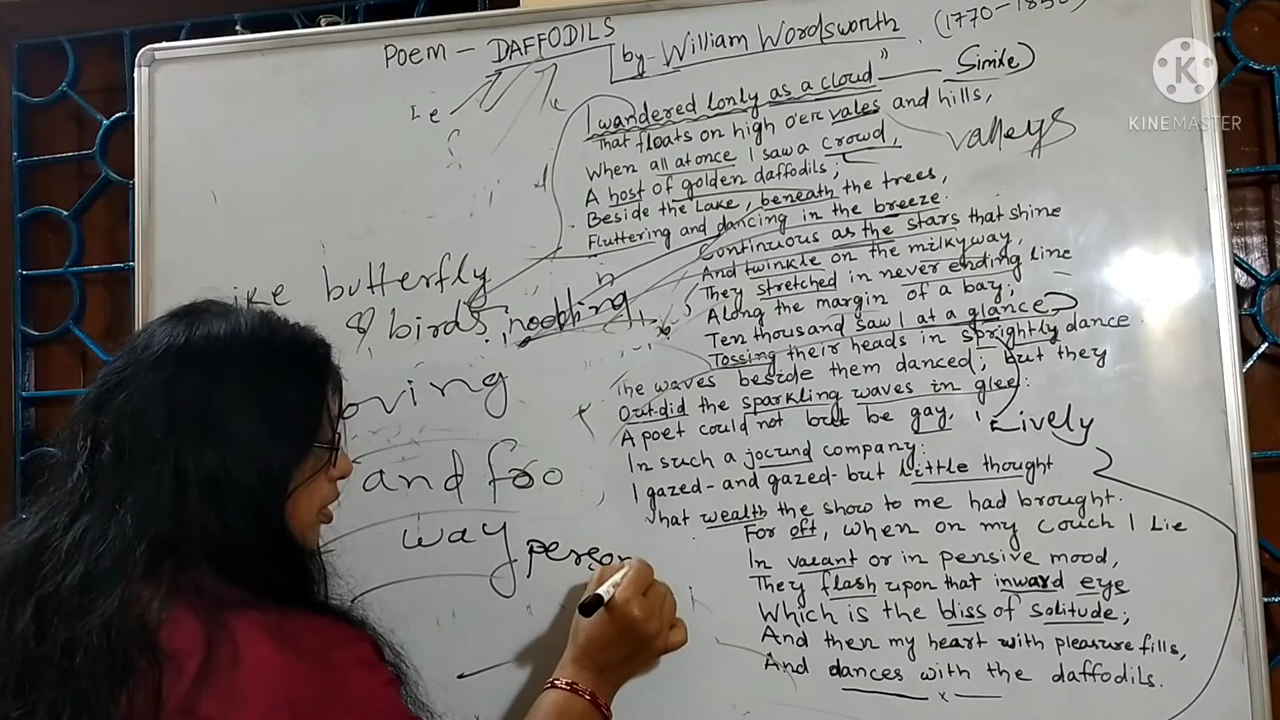 Poem - DAFFODILS
by- William Wordsworth (1770-1850)
"I wandered lonly as a cloud" Simile
That floats on high o'er vales and hills,
valleys
When all at once I saw a crowd,
A host of golden daffodils;
Beside the Lake, beneath the trees,
Fluttering and dancing in the breeze.
Continuous as the stars that shine
And twinkle on the milkyway,
They stretched in never ending line
Along the margin of a bay;
Ten thousand saw I at a glance
Tossing their heads in sprightly dance.
The waves beside them danced; but they
Out-did the sparkling waves in glee:
A poet could not but be gay,
Lively
In such a jocund company:
I gazed- and gazed- but little thought
What wealth the show to me had brought.
For oft, when on my couch I Lie
In vacant or in pensive mood,
They flash upon that inward eye
Which is the bliss of solitude;
And then my heart with pleasure fills,
And dances with the daffodils.
x
butterfly
& birds,
and fro
way
perso
KINEMASTER